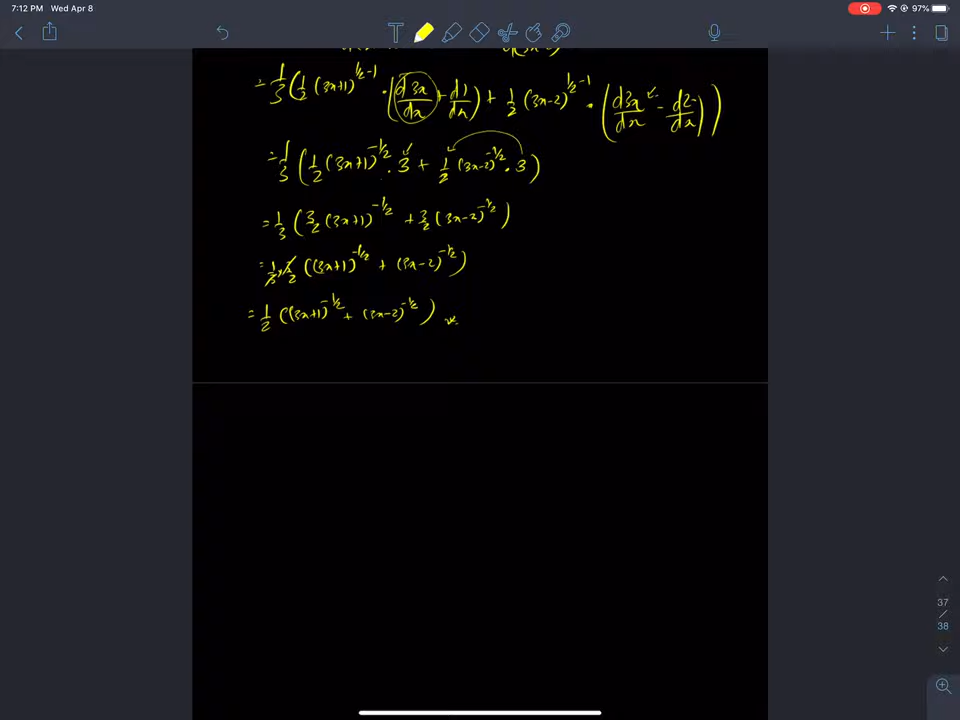 7:12 PM Wed Apr 8
97%
T
= 1/3 (1/2 (3x+1)^(1/2-1) · (d3x/dx + d1/dx) + 1/2 (3x-2)^(1/2-1) · (d3x/dx - d2/dx))
= 1/3 (1/2 (3x+1)^(-1/2) · 3 + 1/2 (3x-2)^(-1/2) · 3)
= 1/3 (3/2 (3x+1)^(-1/2) + 3/2 (3x-2)^(-1/2))
= 1/3 · 3/2 ((3x+1)^(-1/2) + (3x-2)^(-1/2))
= 1/2 ((3x+1)^(-1/2) + (3x-2)^(-1/2))
37
/
38